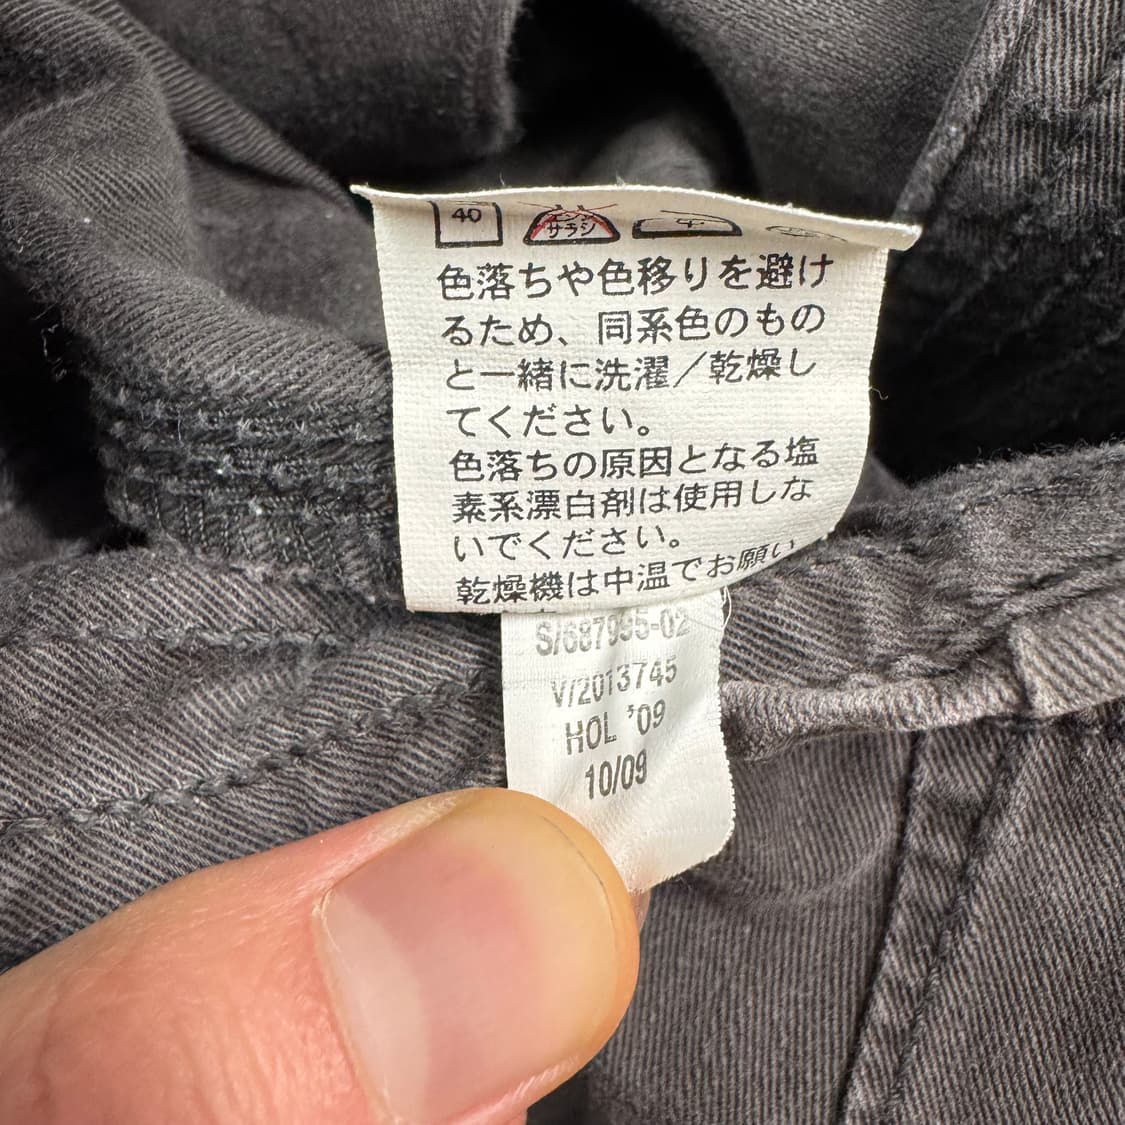 40
エンソ
サラシ
色落ちや色移りを避け
るため、同系色のもの
と一緒に洗濯／乾燥し
てください。
色落ちの原因となる塩
素系漂白剤は使用しな
いでください。
乾燥機は中温でお願い
S/687995-02
V/2013745
HOL '09
10/09